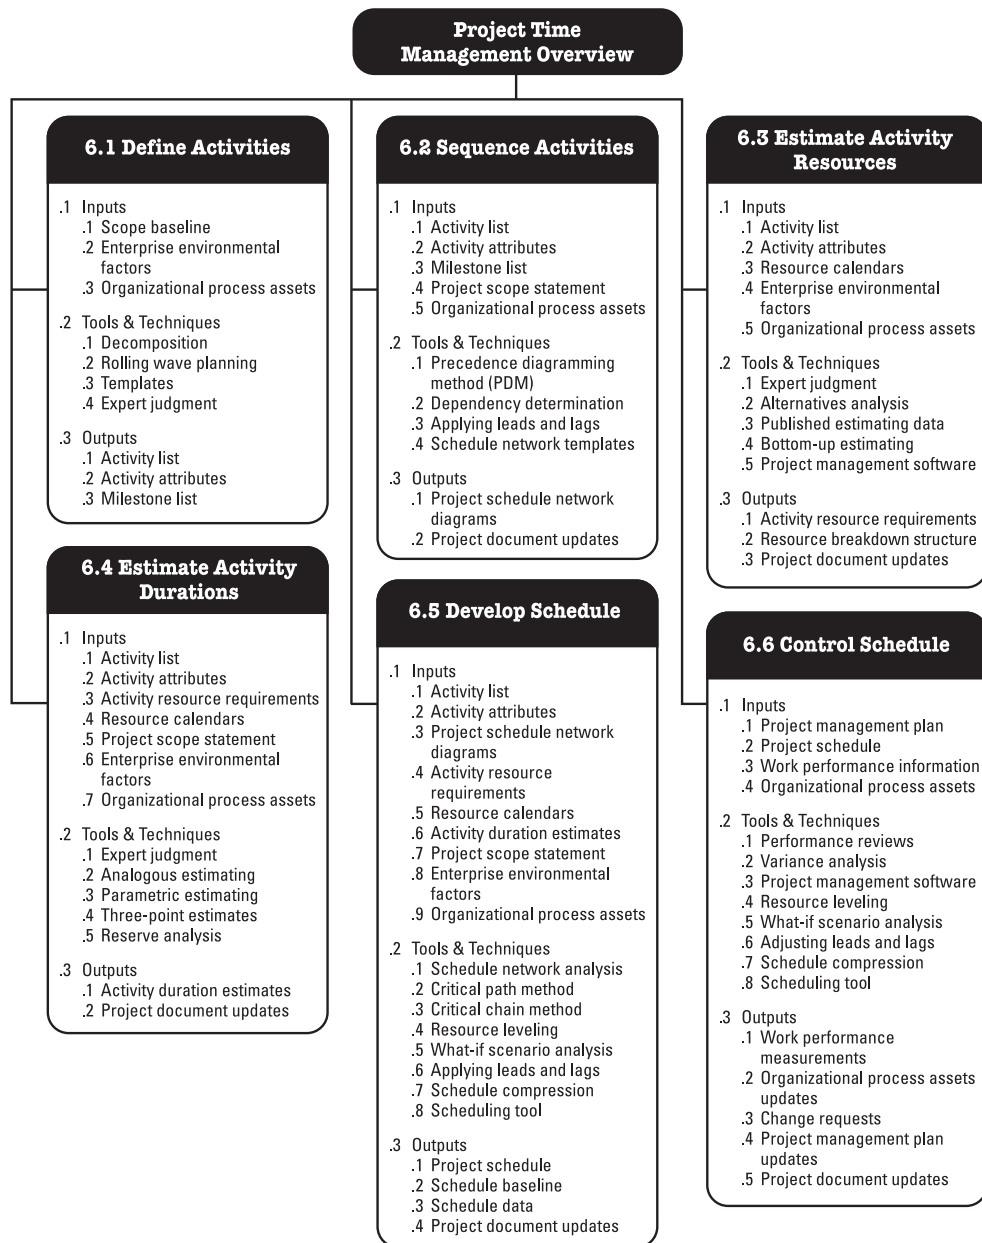 Project Time
Management Overview
6.1 Define Activities
.1 Inputs
.1 Scope baseline
.2 Enterprise environmental
factors
.3 Organizational process assets
.2 Tools & Techniques
.1 Decomposition
.2 Rolling wave planning
.3 Templates
.4 Expert judgment
.3 Outputs
.1 Activity list
.2 Activity attributes
.3 Milestone list
6.2 Sequence Activities
.1 Inputs
.1 Activity list
.2 Activity attributes
.3 Milestone list
.4 Project scope statement
.5 Organizational process assets
.2 Tools & Techniques
.1 Precedence diagramming
method (PDM)
.2 Dependency determination
.3 Applying leads and lags
.4 Schedule network templates
.3 Outputs
.1 Project schedule network
diagrams
.2 Project document updates
6.3 Estimate Activity
Resources
.1 Inputs
.1 Activity list
.2 Activity attributes
.3 Resource calendars
.4 Enterprise environmental
factors
.5 Organizational process assets
.2 Tools & Techniques
.1 Expert judgment
.2 Alternatives analysis
.3 Published estimating data
.4 Bottom-up estimating
.5 Project management software
.3 Outputs
.1 Activity resource requirements
.2 Resource breakdown structure
.3 Project document updates
6.4 Estimate Activity
Durations
.1 Inputs
.1 Activity list
.2 Activity attributes
.3 Activity resource requirements
.4 Resource calendars
.5 Project scope statement
.6 Enterprise environmental
factors
.7 Organizational process assets
.2 Tools & Techniques
.1 Expert judgment
.2 Analogous estimating
.3 Parametric estimating
.4 Three-point estimates
.5 Reserve analysis
.3 Outputs
.1 Activity duration estimates
.2 Project document updates
6.5 Develop Schedule
.1 Inputs
.1 Activity list
.2 Activity attributes
.3 Project schedule network
diagrams
.4 Activity resource
requirements
.5 Resource calendars
.6 Activity duration estimates
.7 Project scope statement
.8 Enterprise environmental
factors
.9 Organizational process assets
.2 Tools & Techniques
.1 Schedule network analysis
.2 Critical path method
.3 Critical chain method
.4 Resource leveling
.5 What-if scenario analysis
.6 Applying leads and lags
.7 Schedule compression
.8 Scheduling tool
.3 Outputs
.1 Project schedule
.2 Schedule baseline
.3 Schedule data
.4 Project document updates
6.6 Control Schedule
.1 Inputs
.1 Project management plan
.2 Project schedule
.3 Work performance information
.4 Organizational process assets
.2 Tools & Techniques
.1 Performance reviews
.2 Variance analysis
.3 Project management software
.4 Resource leveling
.5 What-if scenario analysis
.6 Adjusting leads and lags
.7 Schedule compression
.8 Scheduling tool
.3 Outputs
.1 Work performance
measurements
.2 Organizational process assets
updates
.3 Change requests
.4 Project management plan
updates
.5 Project document updates